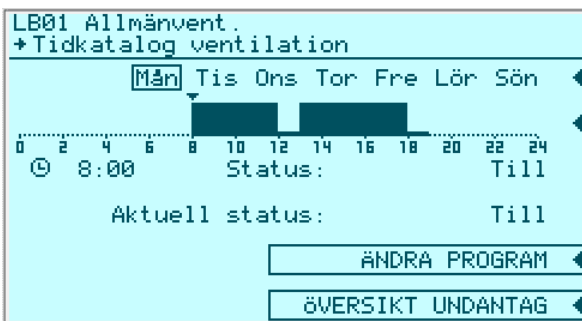 LB01 Allmänvent.
Tidkatalog ventilation
Mån Tis Ons Tor Fre Lör Sön
0 2 4 6 8 10 12 14 16 18 20 22 24
8:00 Status: Till
Aktuell status: Till
ÄNDRA PROGRAM
öVERSIKT UNDANTAG